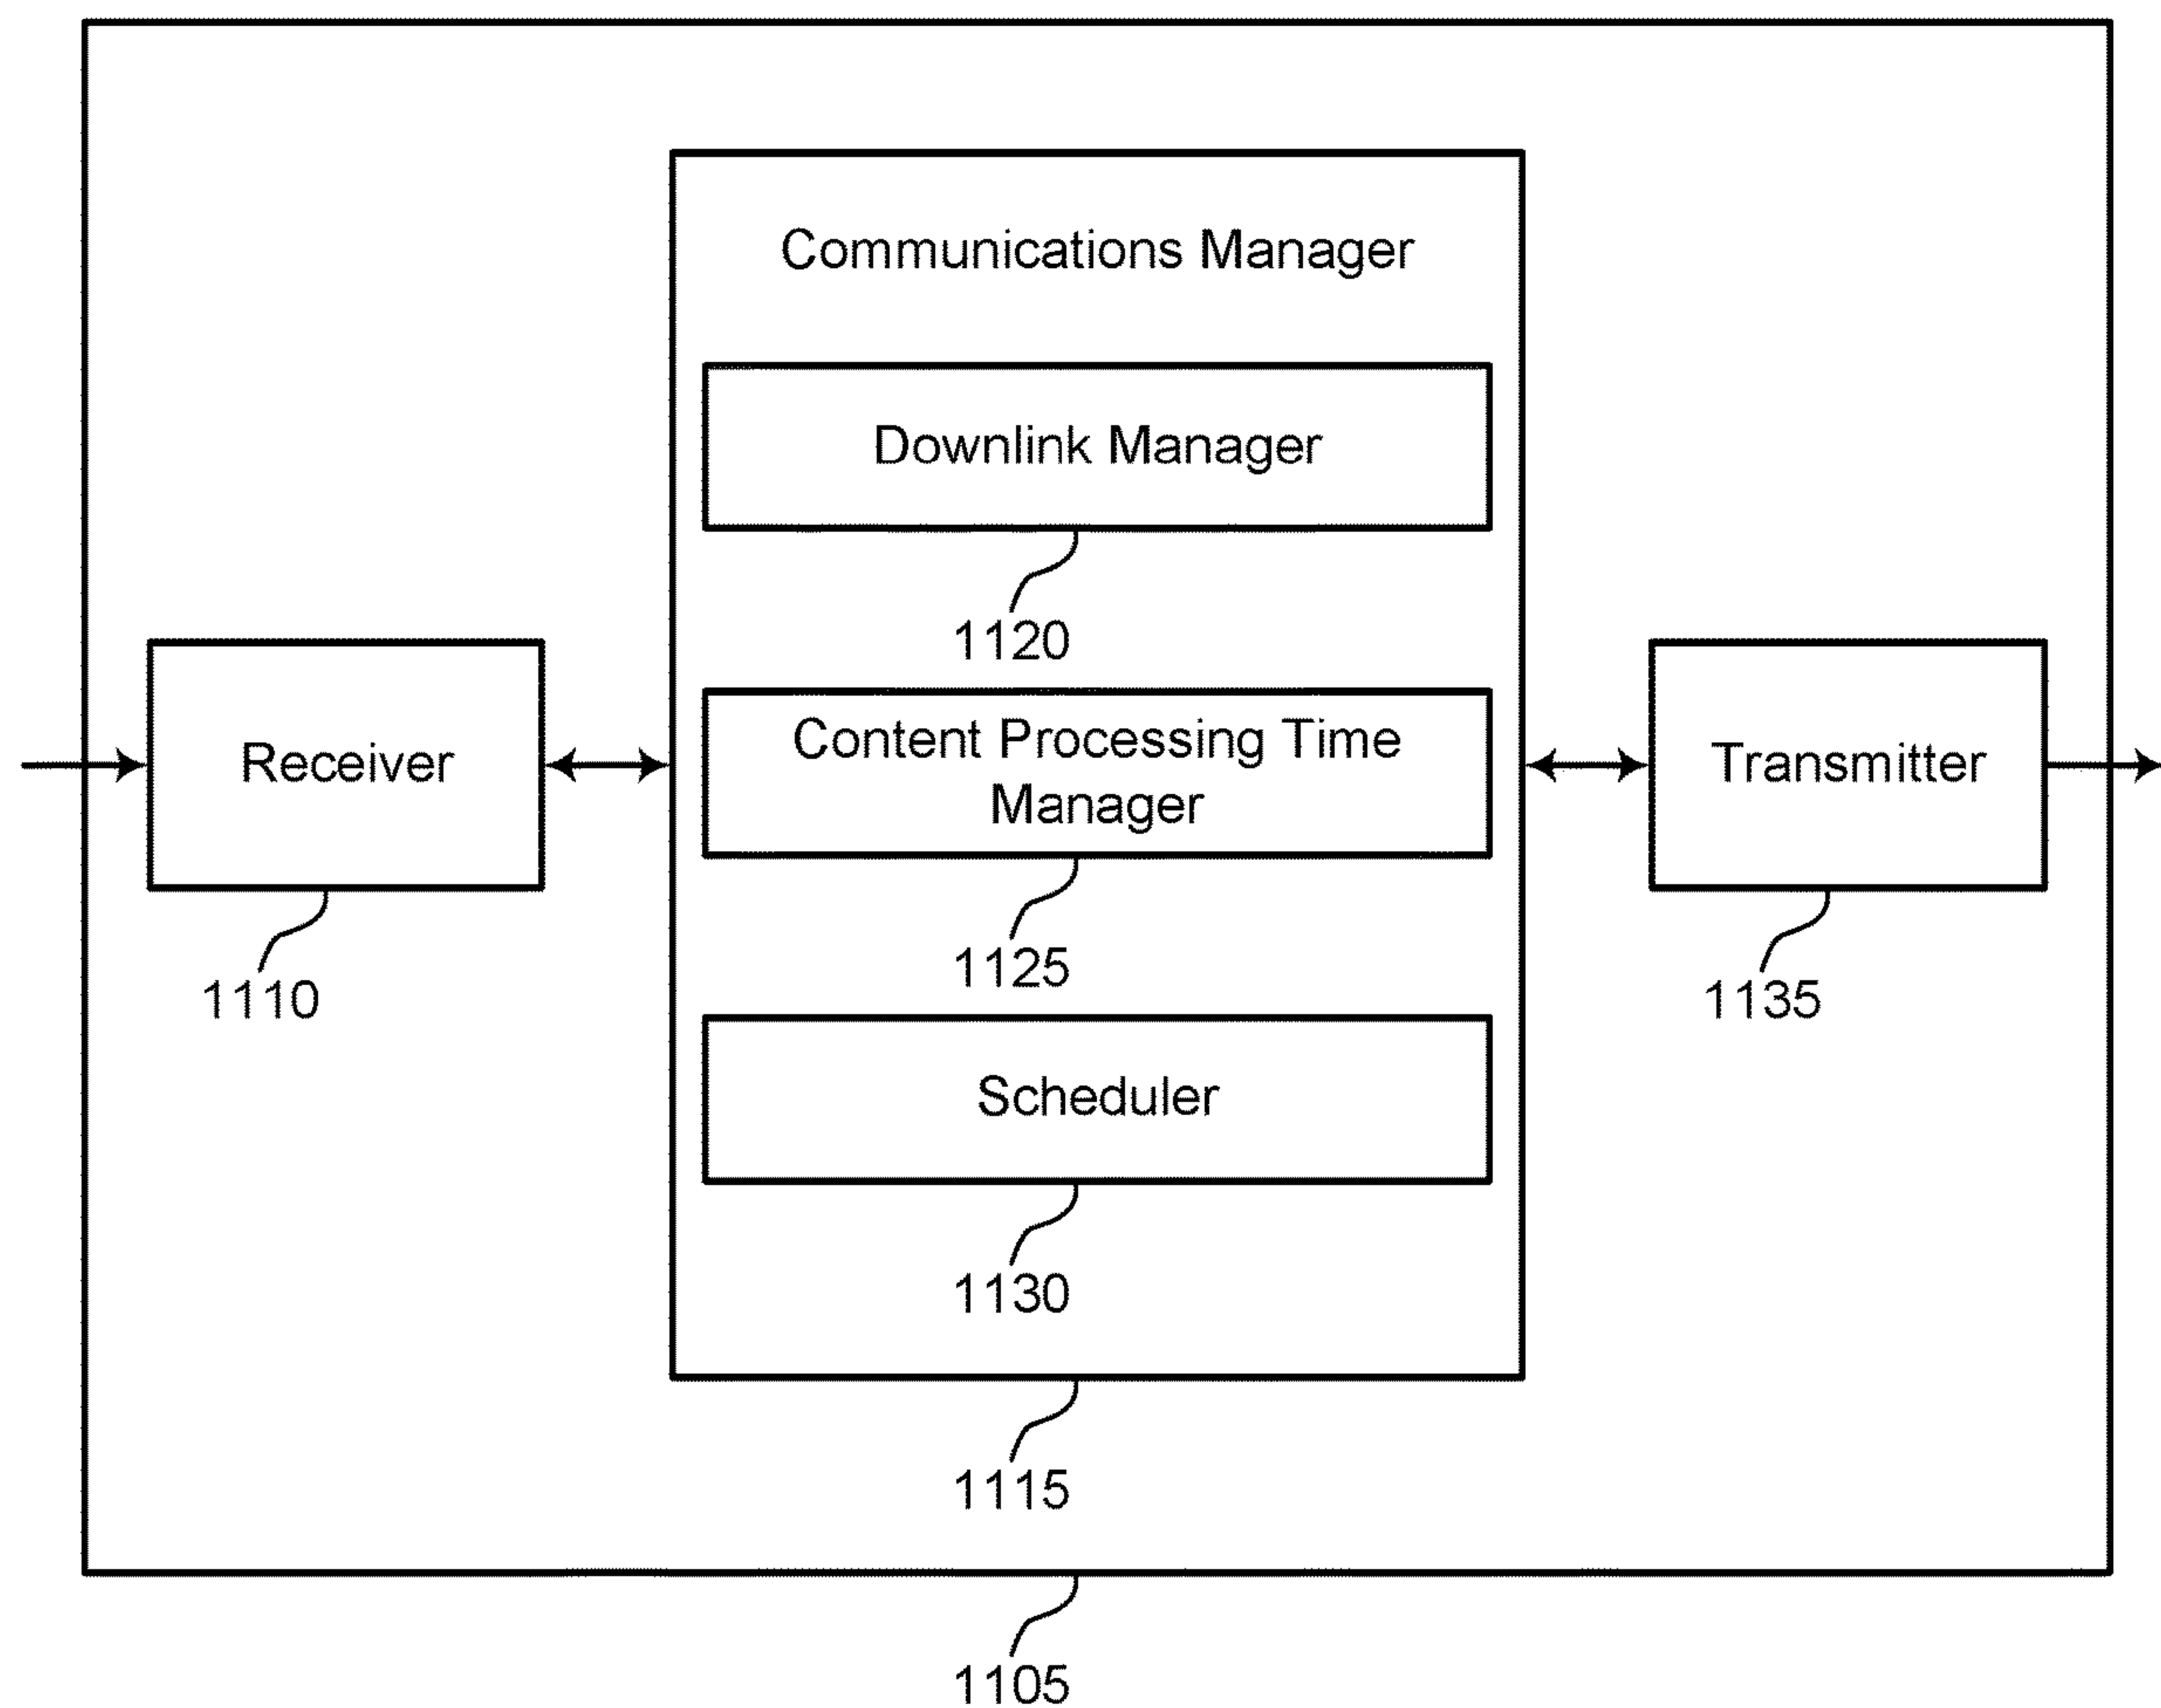 Communications Manager
Downlink Manager
1120
Receiver
1110
Content Processing Time
Manager
1125
Transmitter
1135
Scheduler
1130
1115
1105